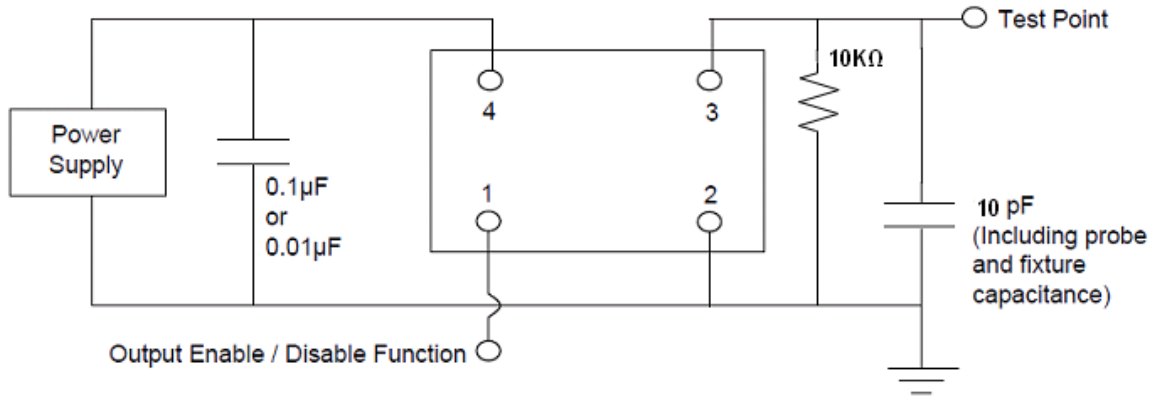 Test Point
10KΩ
4
3
Power
Supply
0.1µF
or
0.01µF
1
2
10 pF
(Including probe
and fixture
capacitance)
Output Enable / Disable Function